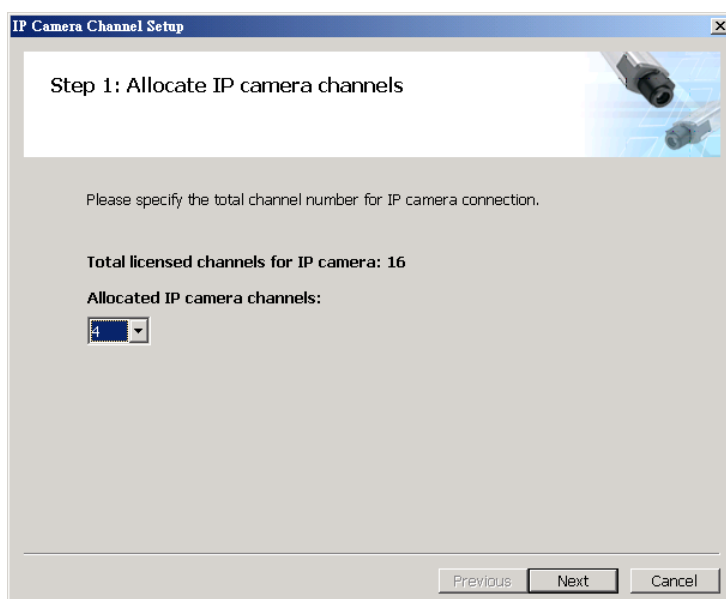 IP Camera Channel Setup
Step 1: Allocate IP camera channels
Please specify the total channel number for IP camera connection.
Total licensed channels for IP camera: 16
Allocated IP camera channels:
4
Previous Next Cancel